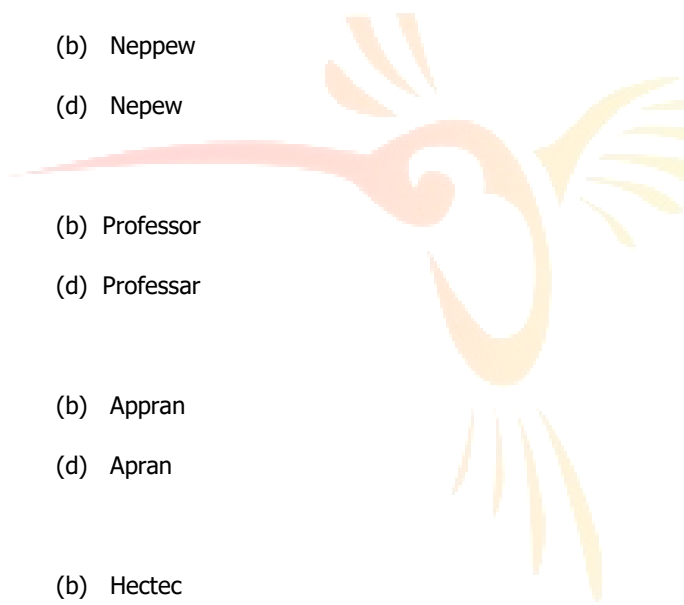 (b) Neppew
(d) Nepew
(b) Professor
(d) Professar
(b) Appran
(d) Apran
(b) Hectec